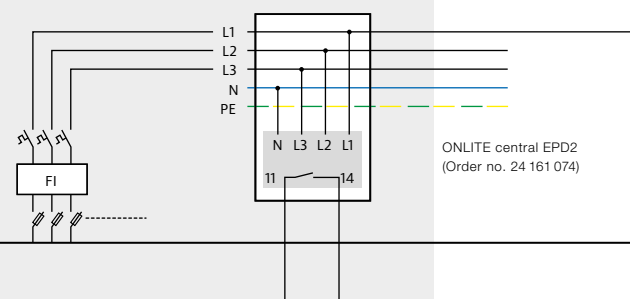 L1
L2
L3
N
PE
N L3 L2 L1
11 14
FI
ONLITE central EPD2
(Order no. 24 161 074)